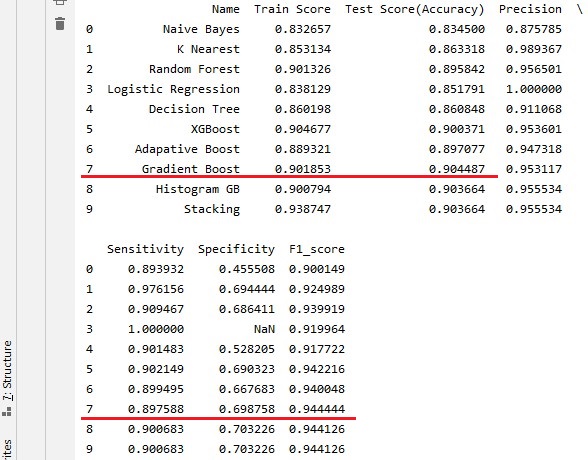 Name Train Score Test Score(Accuracy) Precision \
0 Naive Bayes 0.832657 0.834500 0.875785
1 K Nearest 0.853134 0.863318 0.989367
2 Random Forest 0.901326 0.895842 0.956501
3 Logistic Regression 0.838129 0.851791 1.000000
4 Decision Tree 0.860198 0.860848 0.911068
5 XGBoost 0.904677 0.900371 0.953601
6 Adapative Boost 0.889321 0.897077 0.947318
7 Gradient Boost 0.901853 0.904487 0.953117
8 Histogram GB 0.900794 0.903664 0.955534
9 Stacking 0.938747 0.903664 0.955534
Sensitivity Specificity F1_score
0 0.893932 0.455508 0.900149
1 0.976156 0.694444 0.924989
2 0.909467 0.686411 0.939919
3 1.000000 NaN 0.919964
4 0.901483 0.528205 0.917722
5 0.902149 0.690323 0.942216
6 0.899495 0.667683 0.940048
7 0.897588 0.698758 0.944444
8 0.900683 0.703226 0.944126
9 0.900683 0.703226 0.944126
7: Structure
rites